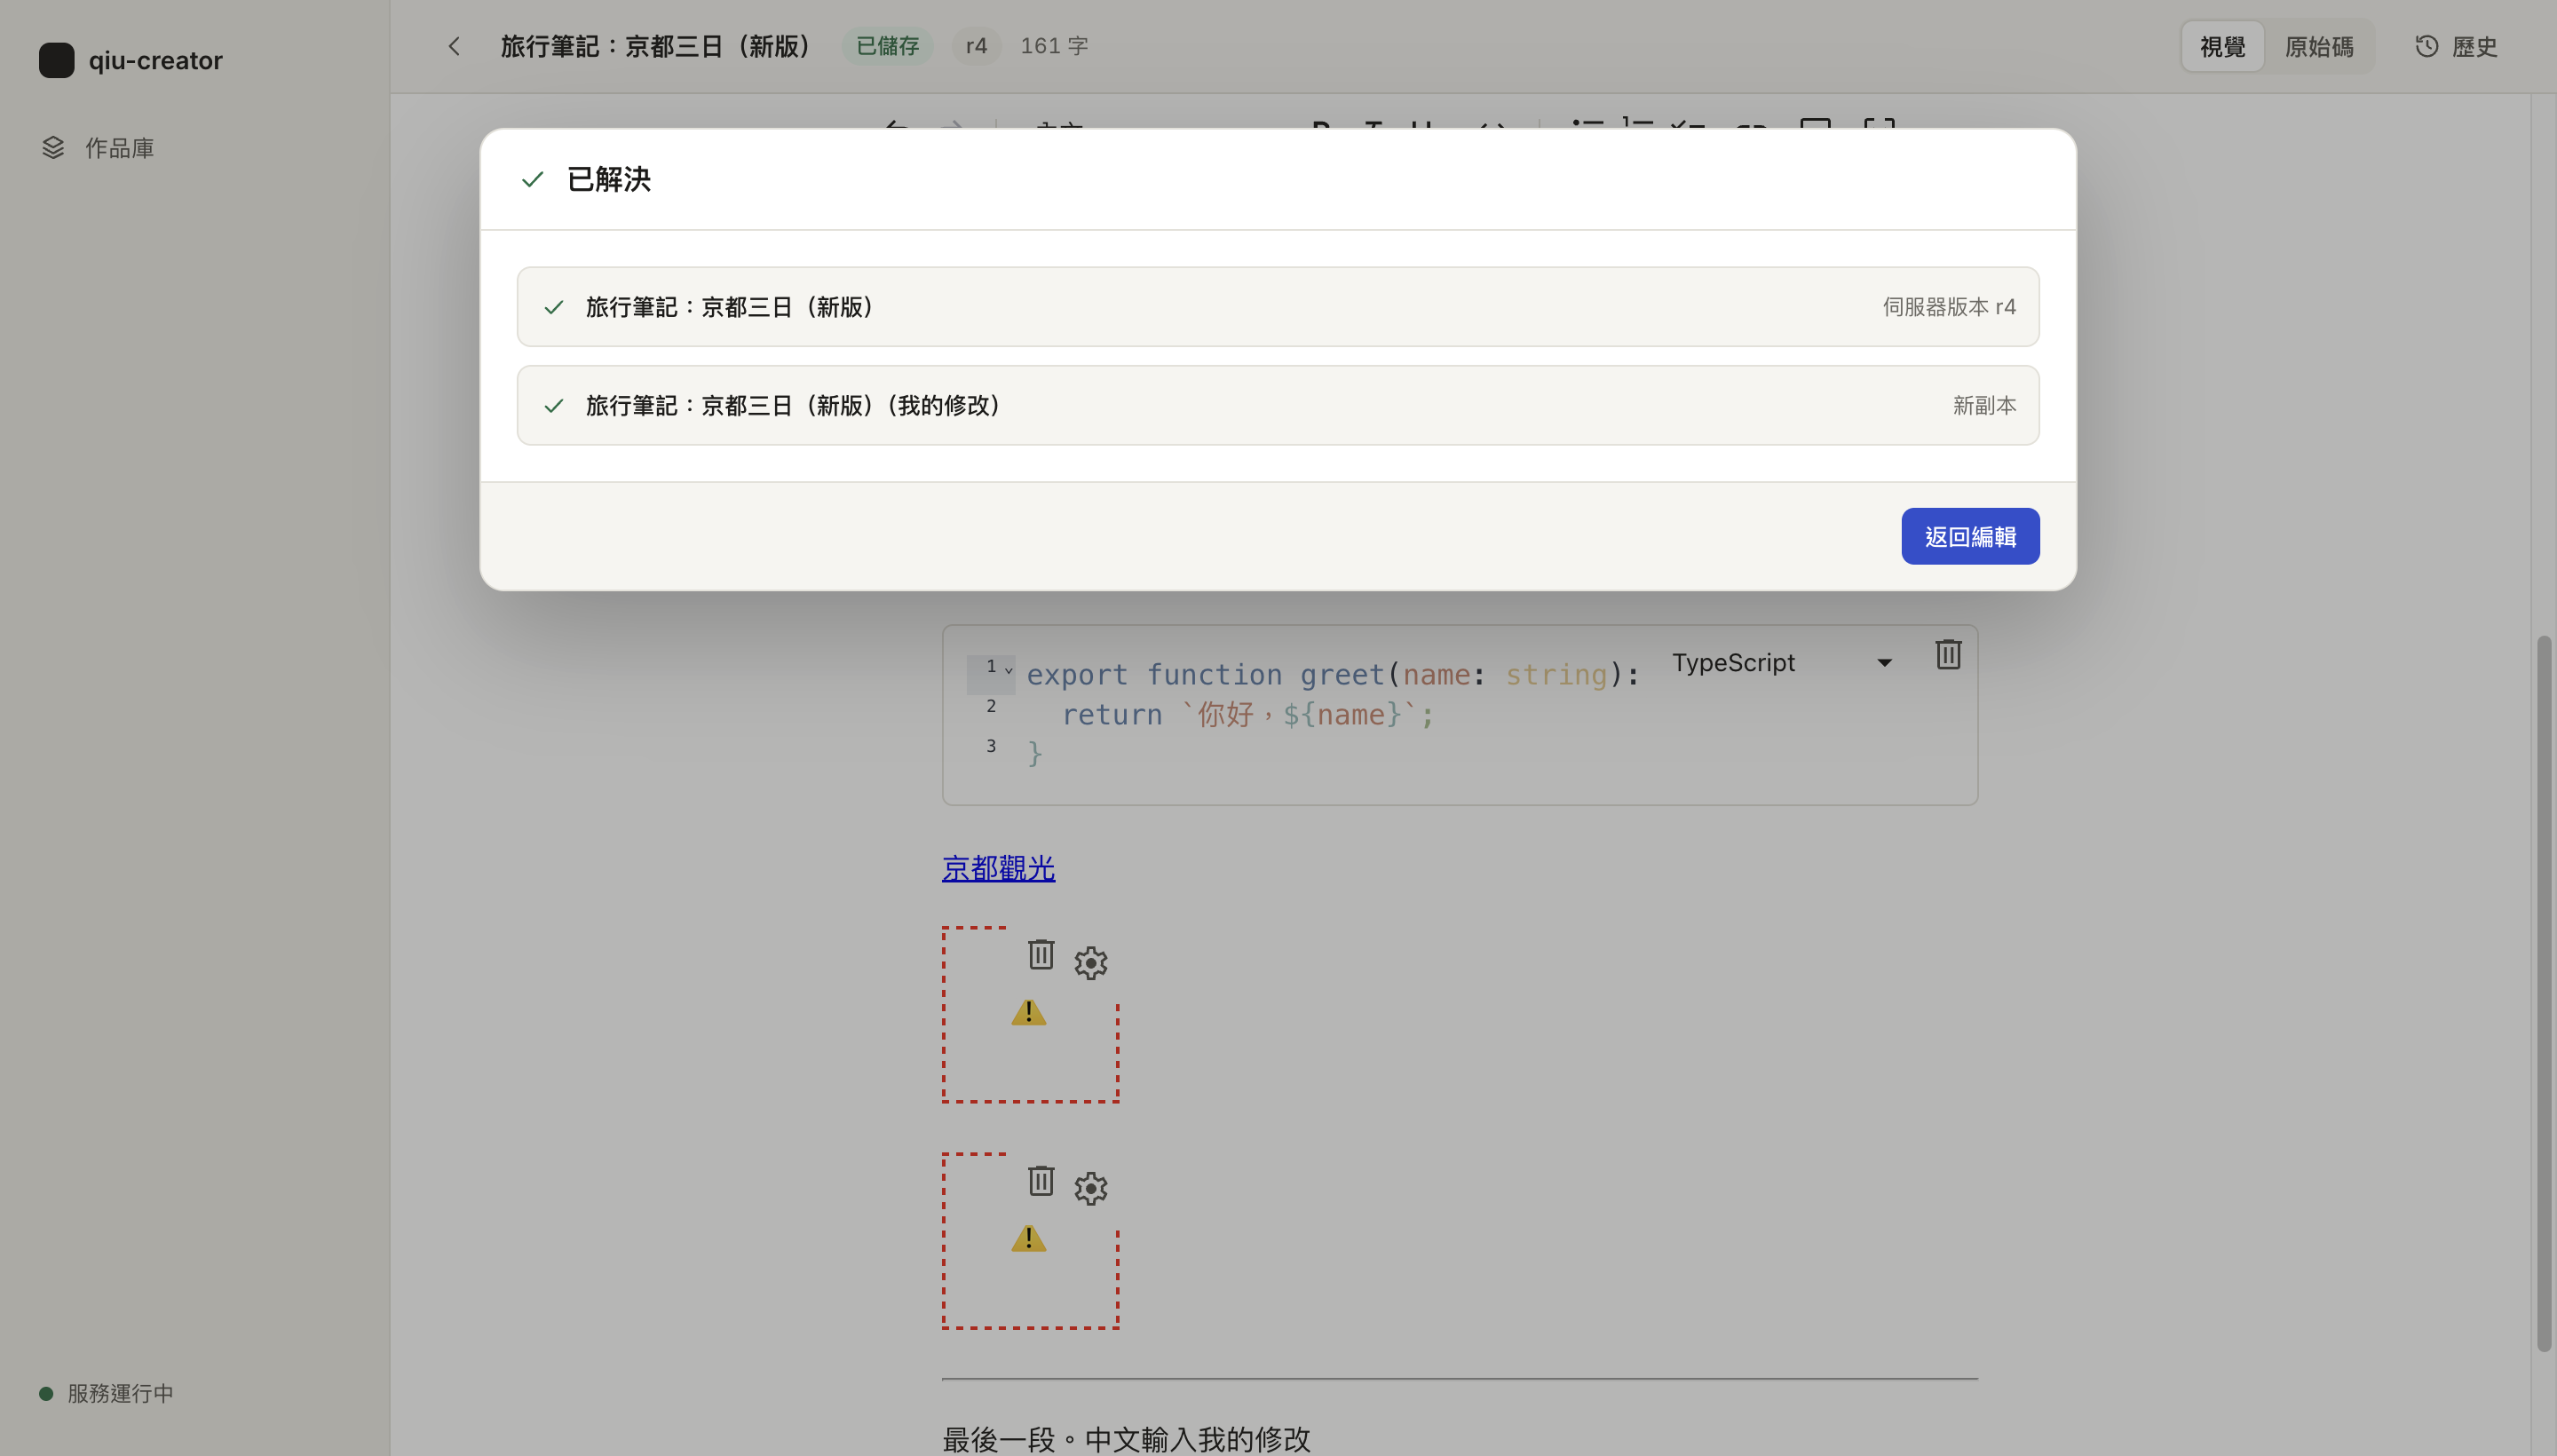 qiu-creator
作品庫
服務運行中
旅行筆記：京都三日（新版）
已儲存
r4
161 字
視覺
原始碼
歷史
已解決
旅行筆記：京都三日（新版）
伺服器版本 r4
旅行筆記：京都三日（新版）（我的修改）
新副本
返回編輯
1 export function greet(name: string):
TypeScript
2 return `你好，${name}`;
3 }
京都觀光
最後一段。中文輸入我的修改